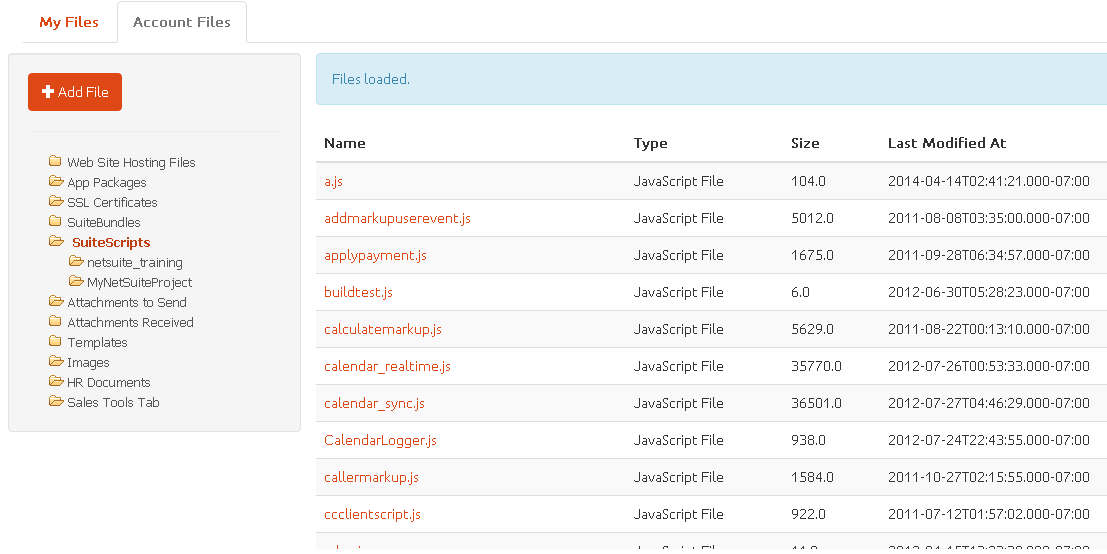 My Files
Account Files
Add File
Web Site Hosting Files
App Packages
SSL Certificates
SuiteBundles
SuiteScripts
netsuite_training
MyNetSuiteProject
Attachments to Send
Attachments Received
Templates
Images
HR Documents
Sales Tools Tab
Files loaded.
Name Type Size Last Modified At
a.js JavaScript File 104.0 2014-04-14T02:41:21.000-07:00
addmarkupuserevent.js JavaScript File 5012.0 2011-08-08T03:35:00.000-07:00
applypayment.js JavaScript File 1675.0 2011-09-28T06:34:57.000-07:00
buildtest.js JavaScript File 6.0 2012-06-30T05:28:23.000-07:00
calculatemarkup.js JavaScript File 5629.0 2011-08-22T00:13:10.000-07:00
calendar_realtime.js JavaScript File 35770.0 2012-07-26T00:53:33.000-07:00
calendar_sync.js JavaScript File 36501.0 2012-07-27T04:46:29.000-07:00
CalendarLogger.js JavaScript File 938.0 2012-07-24T22:43:55.000-07:00
callermarkup.js JavaScript File 1584.0 2011-10-27T02:15:55.000-07:00
ccclientscript.js JavaScript File 922.0 2011-07-12T01:57:02.000-07:00